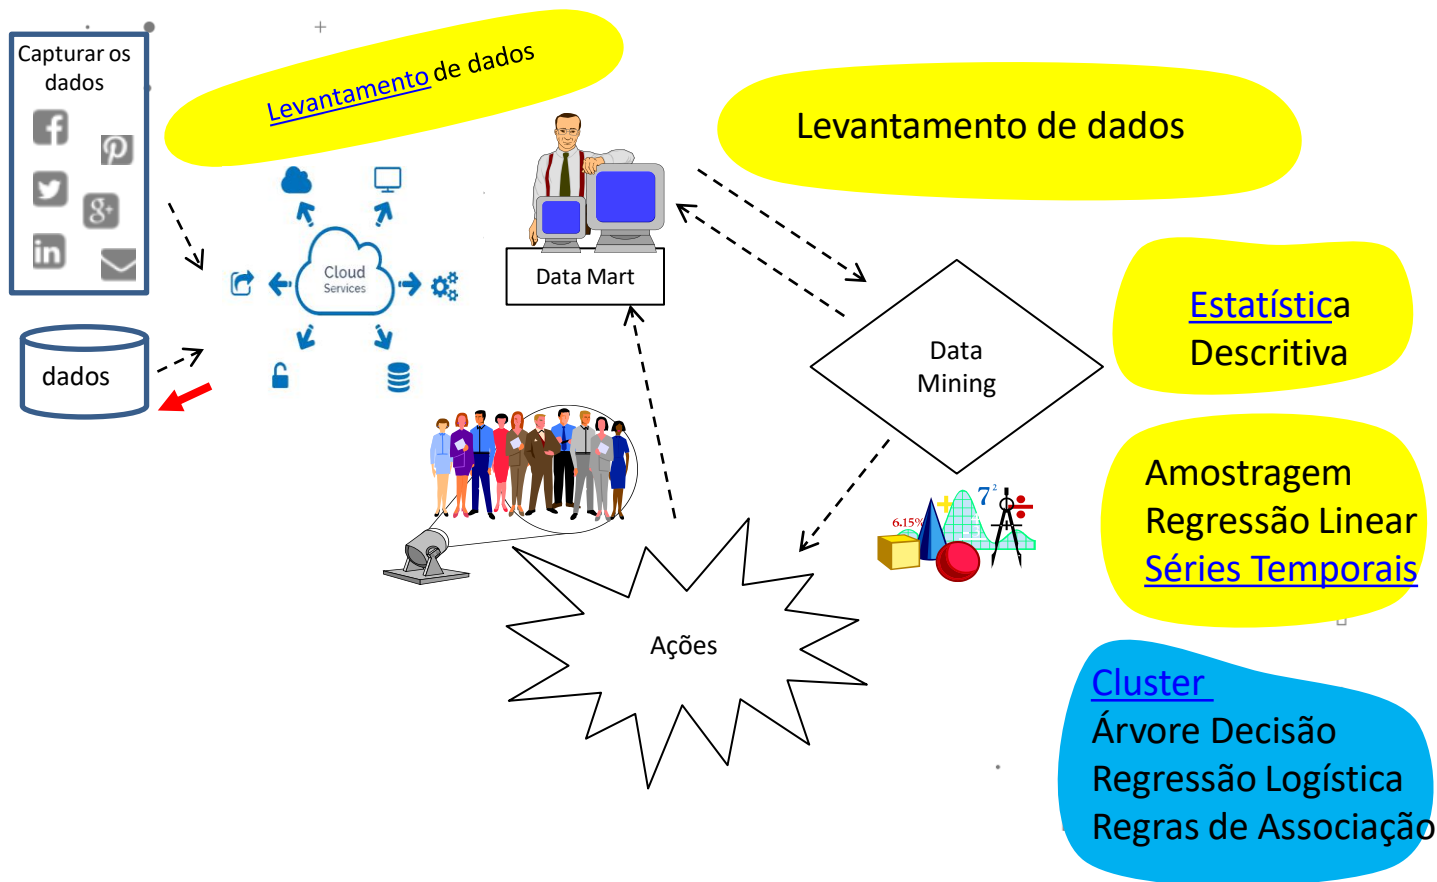 Capturar os
dados
Levantamento de dados
Levantamento de dados
Cloud
Services
Data Mart
dados
Data
Mining
Estatística
Descritiva
6.15%
7²
Amostragem
Regressão Linear
Séries Temporais
Ações
Cluster
Árvore Decisão
Regressão Logística
Regras de Associação